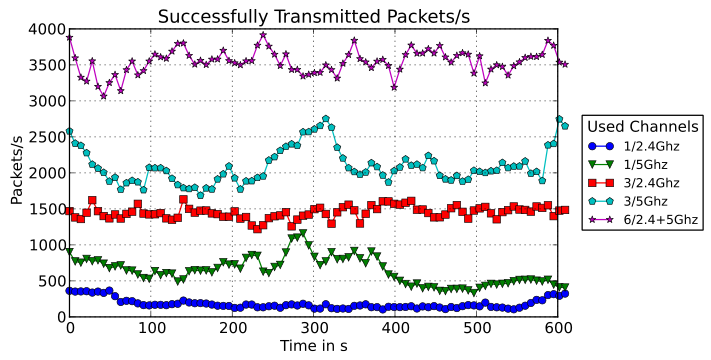 Successfully Transmitted Packets/s
4000
3500
3000
2500
2000
1500
1000
500
0
Packets/s
0 100 200 300 400 500 600
Time in s
Used Channels
1/2.4Ghz
1/5Ghz
3/2.4Ghz
3/5Ghz
6/2.4+5Ghz